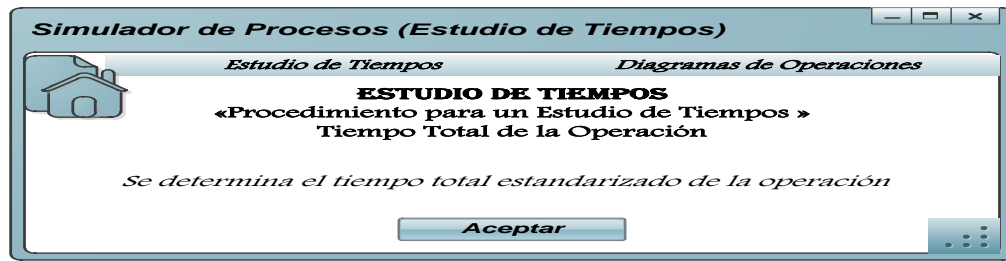 Simulador de Procesos (Estudio de Tiempos)
Estudio de Tiempos Diagramas de Operaciones
ESTUDIO DE TIEMPOS
«Procedimiento para un Estudio de Tiempos »
Tiempo Total de la Operación
Se determina el tiempo total estandarizado de la operación
Aceptar